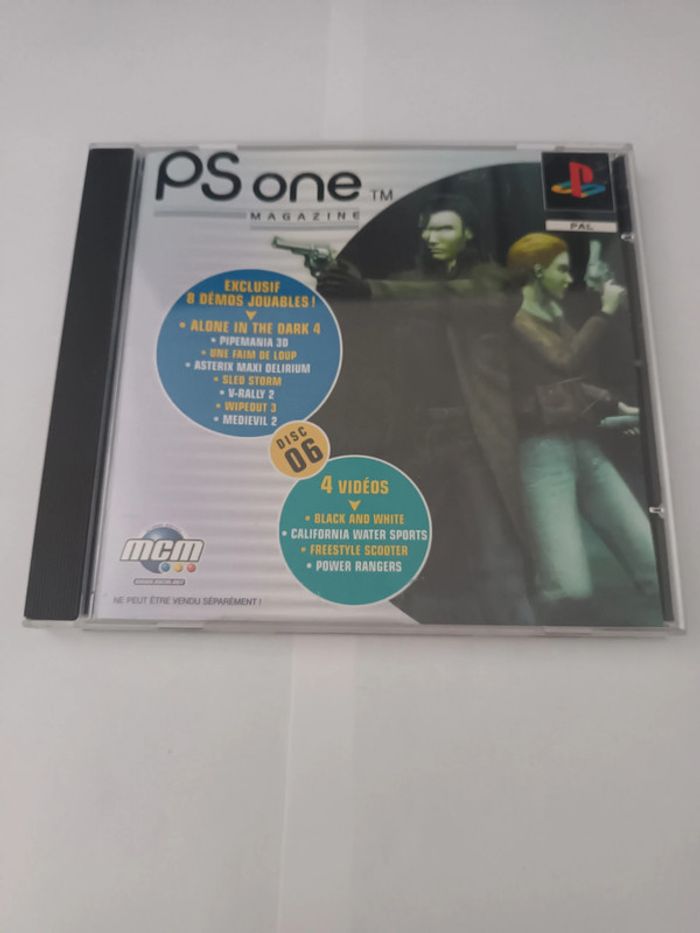 PS one ™
MAGAZINE
PAL
EXCLUSIF
8 DÉMOS JOUABLES !
• ALONE IN THE DARK 4
• PIPEMANIA 3D
• UNE FAIM DE LOUP
• ASTERIX MAXI DELIRIUM
• SLED STORM
• V-RALLY 2
• WIPEOUT 3
• MEDIEVIL 2
DISC
06
4 VIDÉOS
• BLACK AND WHITE
• CALIFORNIA WATER SPORTS
• FREESTYLE SCOOTER
• POWER RANGERS
mcm
NE PEUT ÊTRE VENDU SÉPARÉMENT !